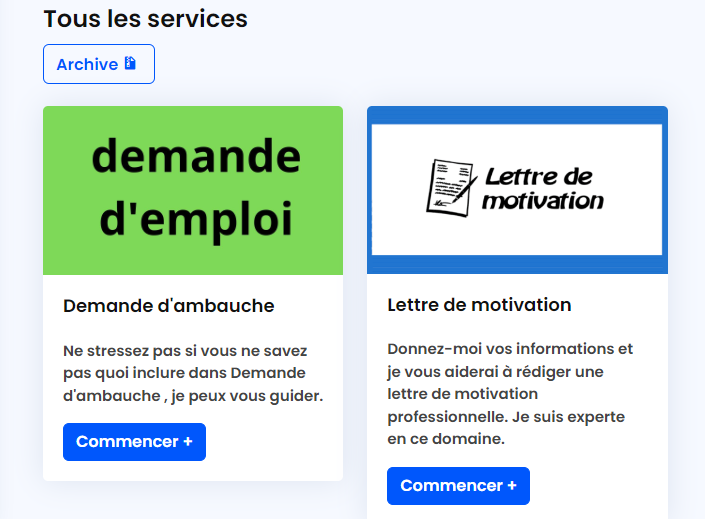 Tous les services
Archive
demande
d'emploi
Demande d'ambauche
Ne stressez pas si vous ne savez
pas quoi inclure dans Demande
d'ambauche , je peux vous guider.
Commencer +
Lettre de
motivation
Lettre de motivation
Donnez-moi vos informations et
je vous aiderai à rédiger une
lettre de motivation
professionnelle. Je suis experte
en ce domaine.
Commencer +